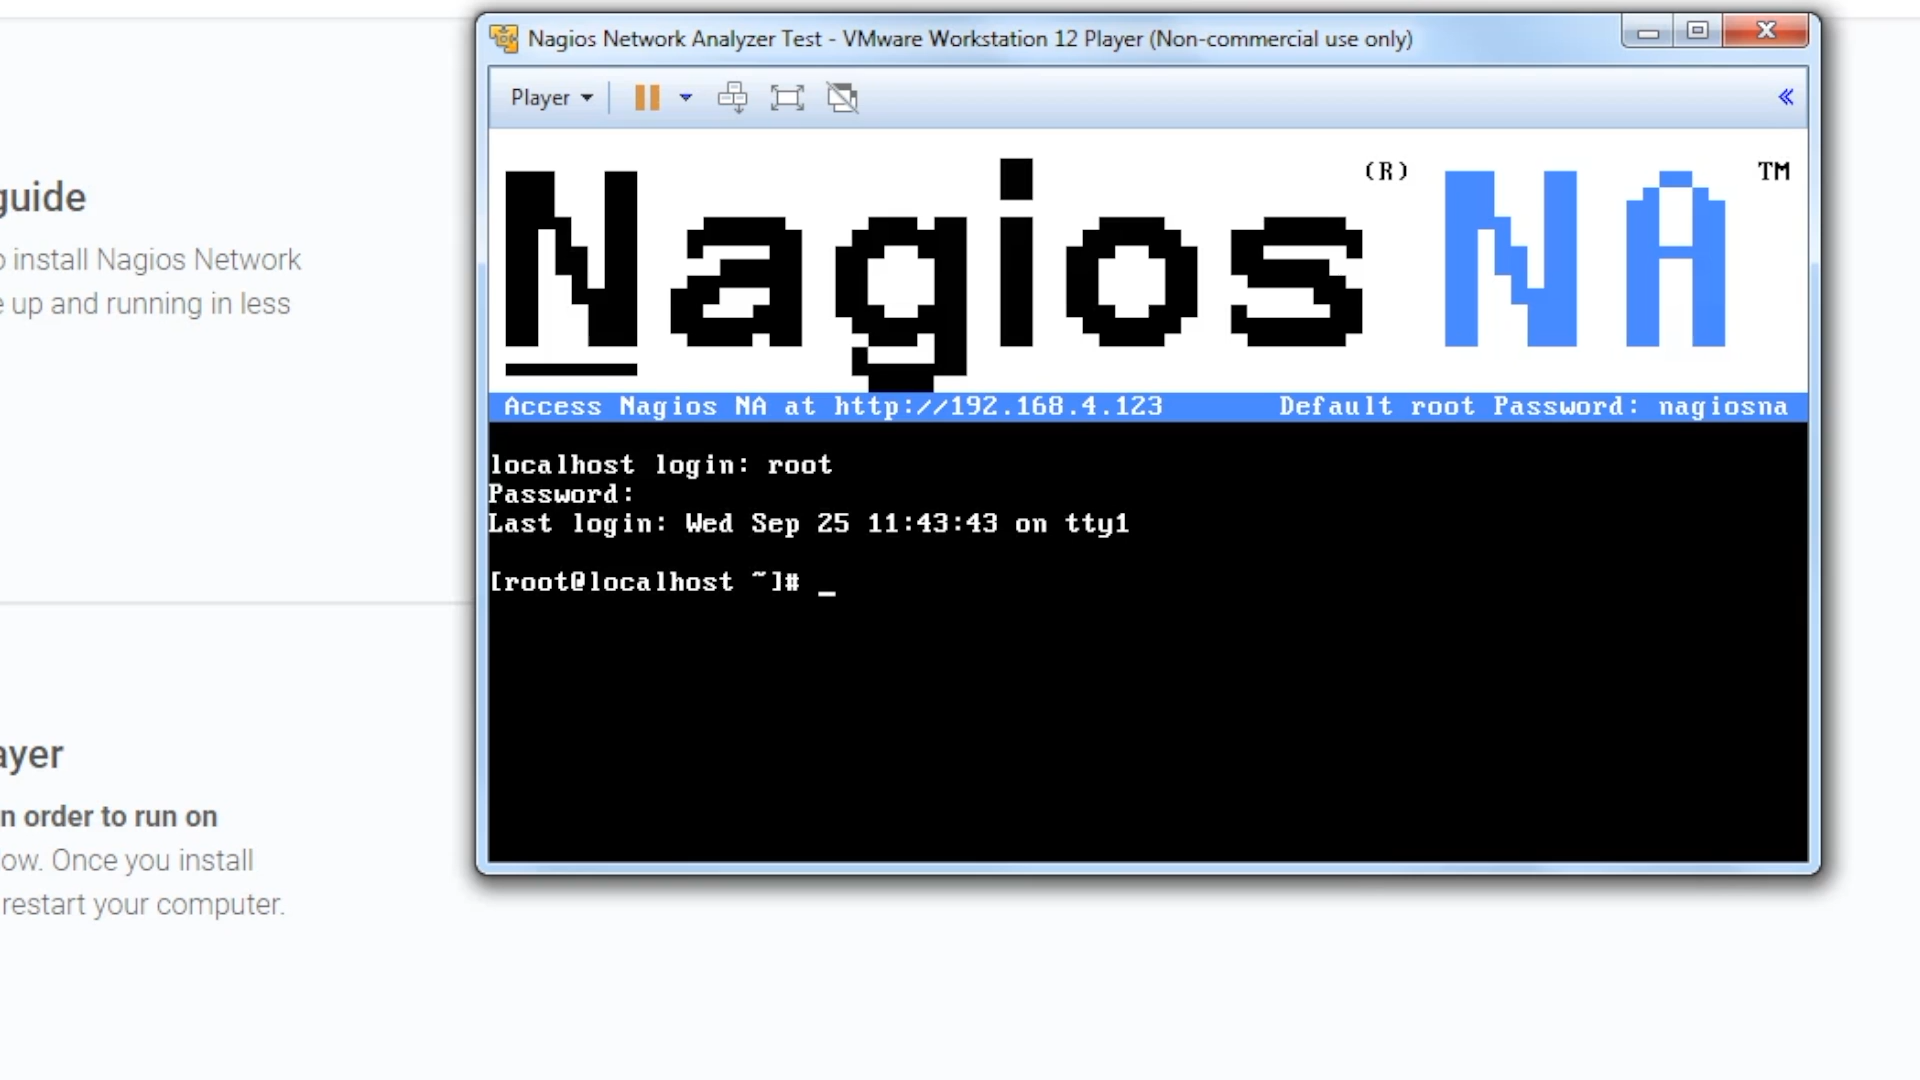 Nagios Network Analyzer Test - VMware Workstation 12 Player (Non-commercial use only)
Player
Nagios (R) NA TM
Access Nagios NA at http://192.168.4.123 Default root Password: nagiosna
localhost login: root
Password:
Last login: Wed Sep 25 11:43:43 on tty1
[root@localhost ~]# _
guide
o install Nagios Network
e up and running in less
ayer
n order to run on
ow. Once you install
restart your computer.